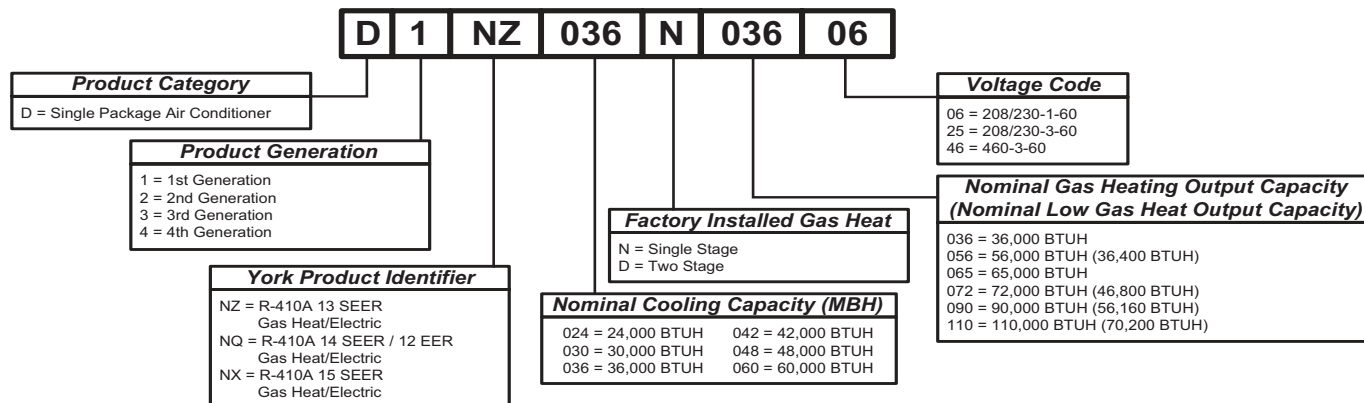 D 1 NZ 036 N 036 06
Product Category
D = Single Package Air Conditioner
Product Generation
1 = 1st Generation
2 = 2nd Generation
3 = 3rd Generation
4 = 4th Generation
York Product Identifier
NZ = R-410A 13 SEER
Gas Heat/Electric
NQ = R-410A 14 SEER / 12 EER
Gas Heat/Electric
NX = R-410A 15 SEER
Gas Heat/Electric
Nominal Cooling Capacity (MBH)
024 = 24,000 BTUH 042 = 42,000 BTUH
030 = 30,000 BTUH 048 = 48,000 BTUH
036 = 36,000 BTUH 060 = 60,000 BTUH
Factory Installed Gas Heat
N = Single Stage
D = Two Stage
Nominal Gas Heating Output Capacity
(Nominal Low Gas Heat Output Capacity)
036 = 36,000 BTUH
056 = 56,000 BTUH (36,400 BTUH)
065 = 65,000 BTUH
072 = 72,000 BTUH (46,800 BTUH)
090 = 90,000 BTUH (56,160 BTUH)
110 = 110,000 BTUH (70,200 BTUH)
Voltage Code
06 = 208/230-1-60
25 = 208/230-3-60
46 = 460-3-60